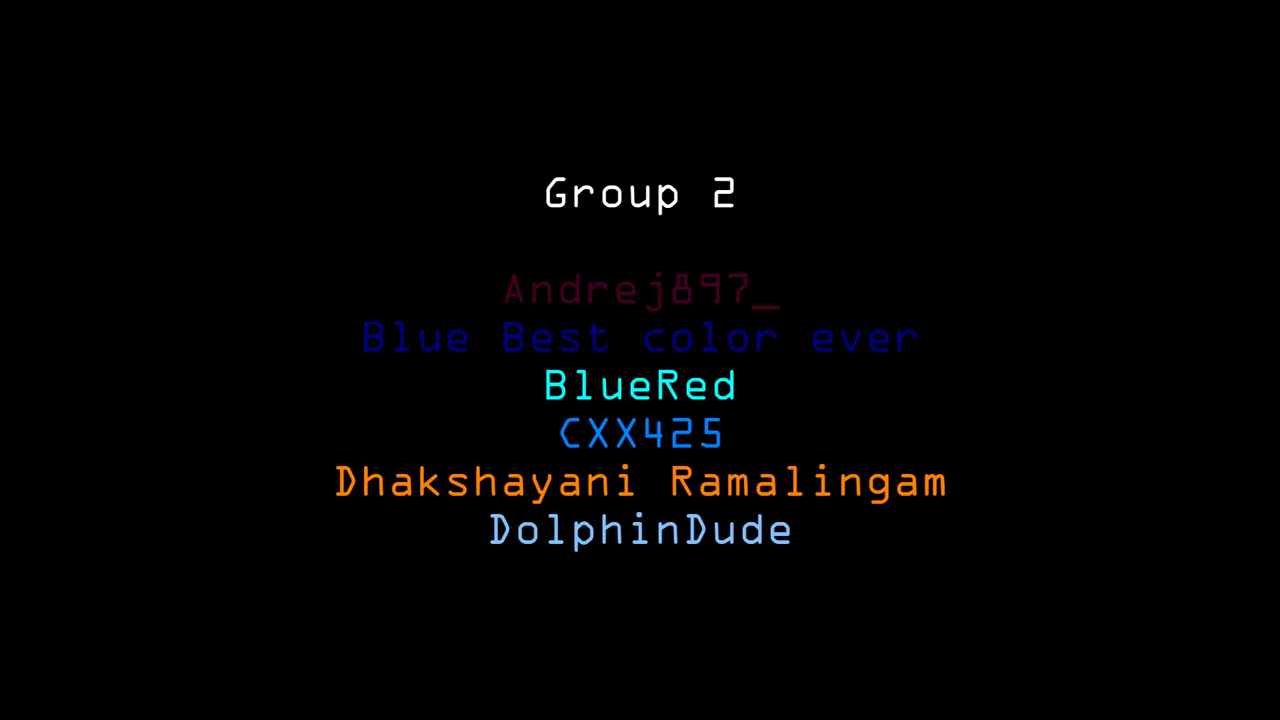 Group 2
Andrej897_
Blue Best color ever
BlueRed
CXX425
Dhakshayani Ramalingam
DolphinDude